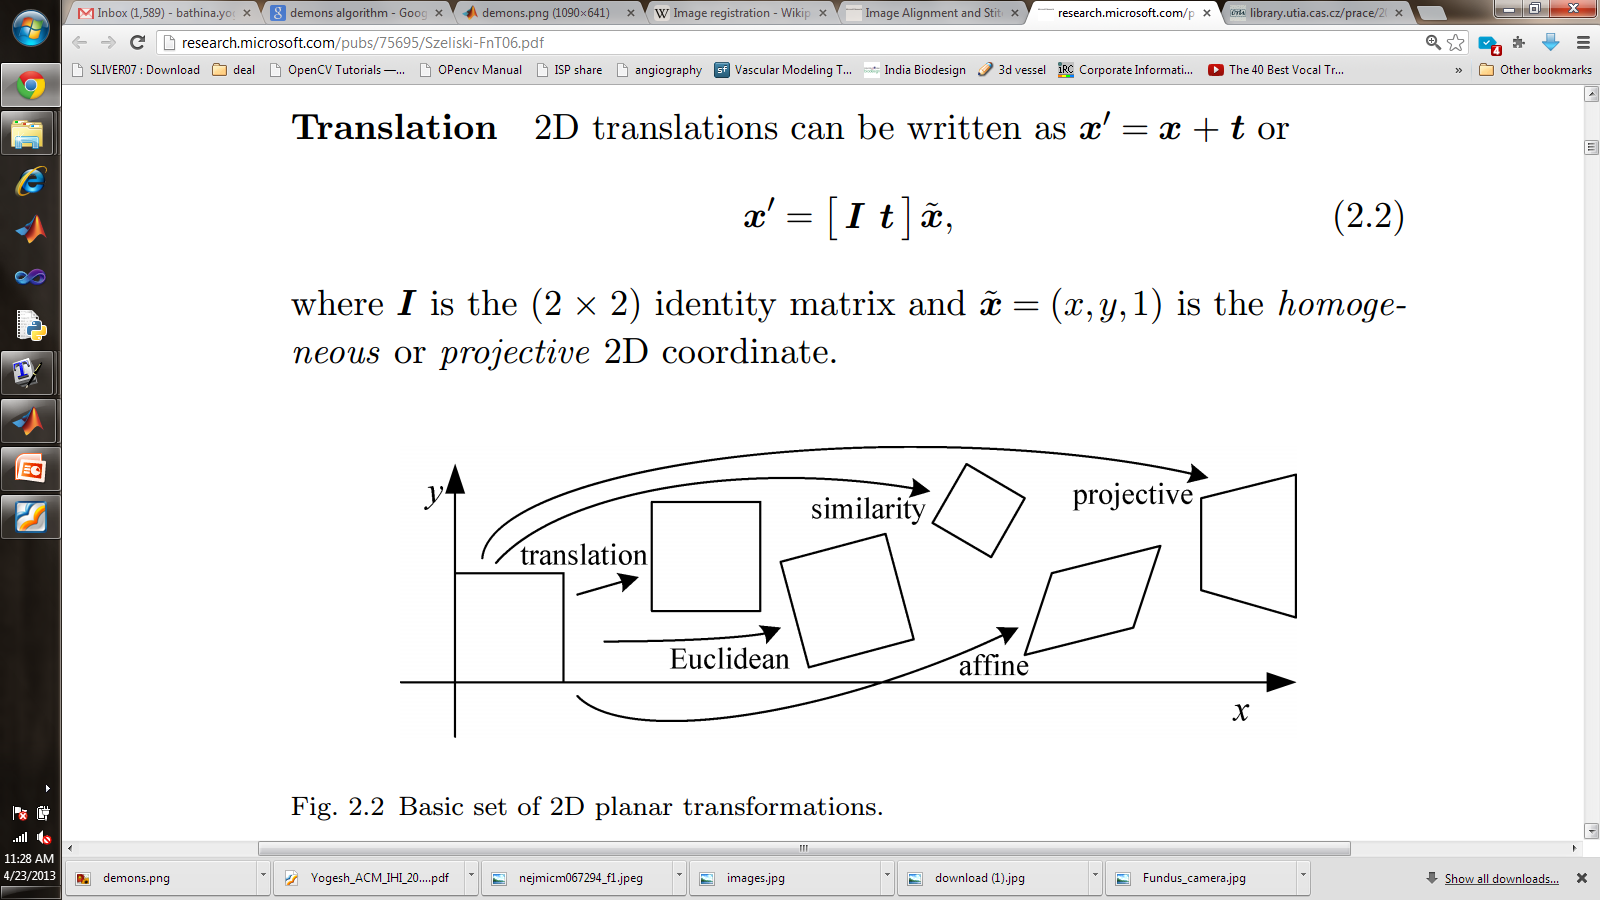 Inbox (1,589) - bathina.yo
demons algorithm - Goog
demons.png (1090×641)
Image registration - Wikip
Image Alignment and Stit
research.microsoft.com/p
library.utia.cas.cz/prace/2
research.microsoft.com/pubs/75695/Szeliski-FnT06.pdf
4
SLIVER07 : Download
deal
OpenCV Tutorials —...
OPencv Manual
ISP share
angiography
sf
Vascular Modeling T...
India Biodesign
3d vessel
iRC
Corporate Informati...
The 40 Best Vocal Tr...
»
Other bookmarks
Translation 2D translations can be written as x′ = x + t or
x′ = [ I t ] x̃, (2.2)
where I is the (2 × 2) identity matrix and x̃ = (x, y, 1) is the homoge-
neous or projective 2D coordinate.
y
similarity
projective
translation
Euclidean
affine
x
Fig. 2.2 Basic set of 2D planar transformations.
11:28 AM
4/23/2013
demons.png
Yogesh_ACM_IHI_20....pdf
nejmicm067294_f1.jpeg
images.jpg
download (1).jpg
Fundus_camera.jpg
Show all downloads...